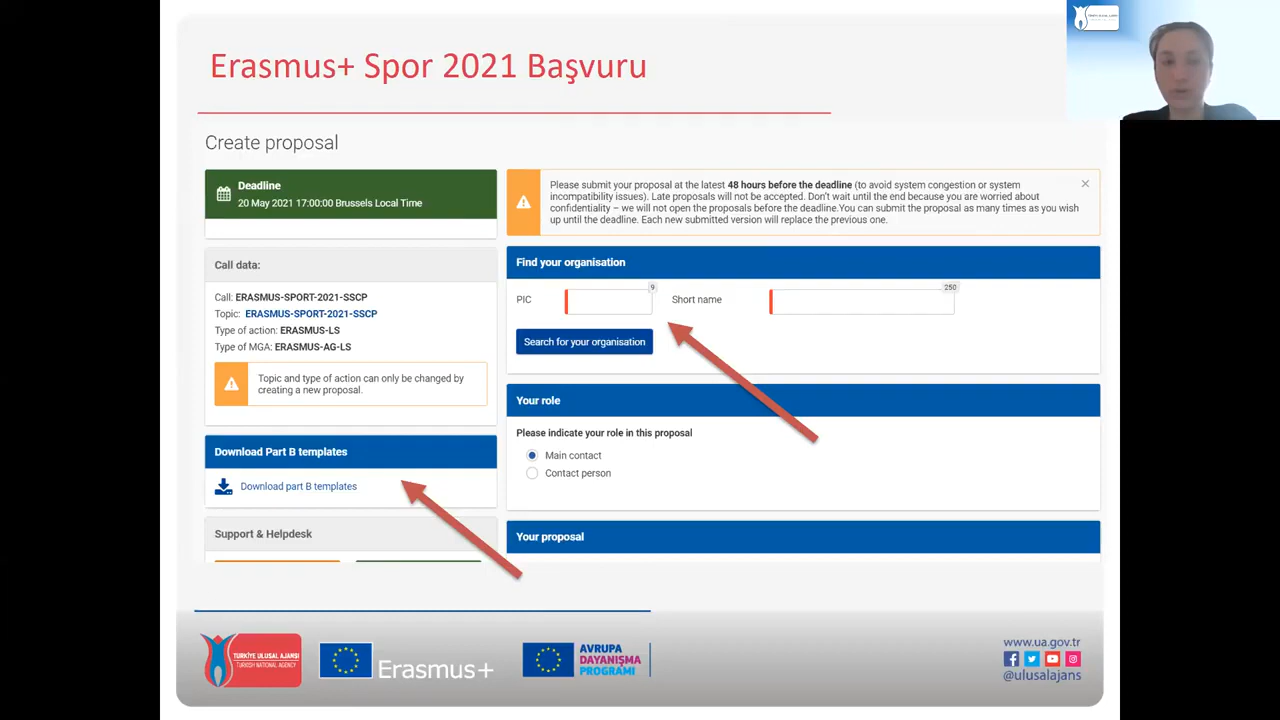 Erasmus+ Spor 2021 Başvuru
Create proposal
Deadline
20 May 2021 17:00:00 Brussels Local Time
Please submit your proposal at the latest 48 hours before the deadline (to avoid system congestion or system
incompatibility issues). Late proposals will not be accepted. Don't wait until the end because you are worried about
confidentiality – we will not open the proposals before the deadline.You can submit the proposal as many times as you wish
up until the deadline. Each new submitted version will replace the previous one.
Call data:
Call: ERASMUS-SPORT-2021-SSCP
Topic: ERASMUS-SPORT-2021-SSCP
Type of action: ERASMUS-LS
Type of MGA: ERASMUS-AG-LS
Topic and type of action can only be changed by
creating a new proposal.
Download Part B templates
Download part B templates
Support & Helpdesk
Find your organisation
PIC
9
Short name
250
Search for your organisation
Your role
Please indicate your role in this proposal
Main contact
Contact person
Your proposal
TÜRKİYE ULUSAL AJANSI
TURKISH NATIONAL AGENCY
Erasmus+
AVRUPA
DAYANIŞMA
PROGRAMI
www.ua.gov.tr
@ulusalajans